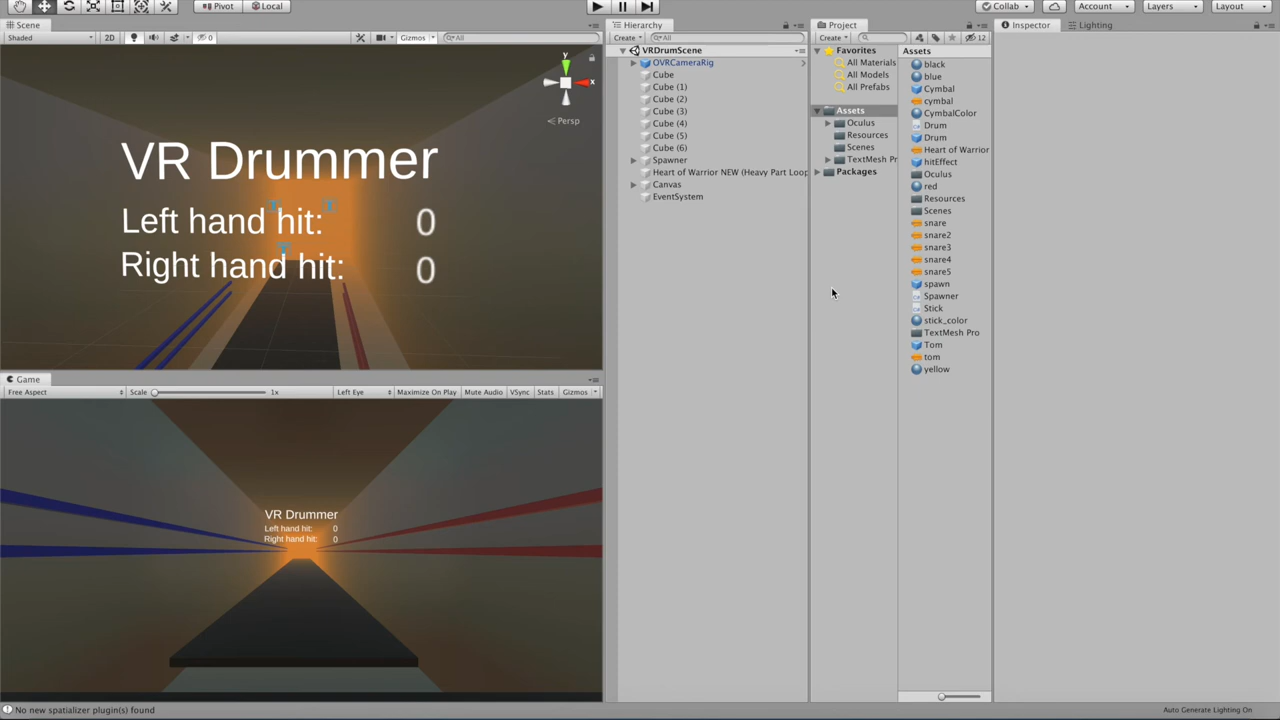 Pivot
Local
Collab
Account
Layers
Layout
Scene
Hierarchy
Project
Inspector
Lighting
Shaded
2D
0
Gizmos
All
Create
All
Create
12
VRDrumScene
OVRCameraRig
Cube
Cube (1)
Cube (2)
Cube (3)
Cube (4)
Cube (5)
Cube (6)
Spawner
Heart of Warrior NEW (Heavy Part Loop
Canvas
EventSystem
Favorites
All Materials
All Models
All Prefabs
Assets
Oculus
Resources
Scenes
TextMesh Pr
Packages
Assets
black
blue
Cymbal
cymbal
CymbalColor
Drum
Drum
Heart of Warrior
hitEffect
Oculus
red
Resources
Scenes
snare
snare2
snare3
snare4
snare5
spawn
Spawner
Stick
stick_color
TextMesh Pro
Tom
tom
yellow
y
x
Persp
VR Drummer
Left hand hit: 0
Right hand hit: 0
Game
Free Aspect
Scale
1x
Left Eye
Maximize On Play
Mute Audio
VSync
Stats
Gizmos
VR Drummer
Left hand hit: 0
Right hand hit: 0
No new spatializer plugin(s) found
Auto Generate Lighting On